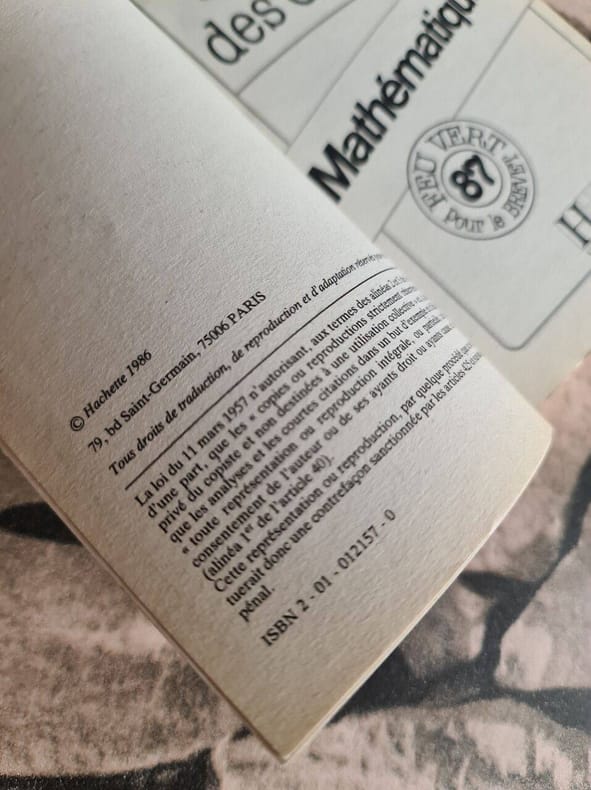 des
Mathématiqu
FEU VERT
87
pour le BREVET
H
© Hachette 1986
79, bd Saint-Germain, 75006 PARIS
Tous droits de traduction, de reproduction et d'adaptation réservés
La loi du 11 mars 1957 n'autorisant, aux termes des alinéas
d'une part, que les « copies ou reproductions strictement
privé du copiste et non destinées à une utilisation collective »
que les analyses et les courtes citations dans un but d'exemple
« toute représentation ou reproduction intégrale, ou
consentement de l'auteur ou de ses ayants droit ou ayants
(alinéa 1er de l'article 40).
Cette représentation ou reproduction, par quelque procédé que
tuerait donc une contrefaçon sanctionnée par les articles 425
pénal.
ISBN 2 - 01 - 012157 - 0